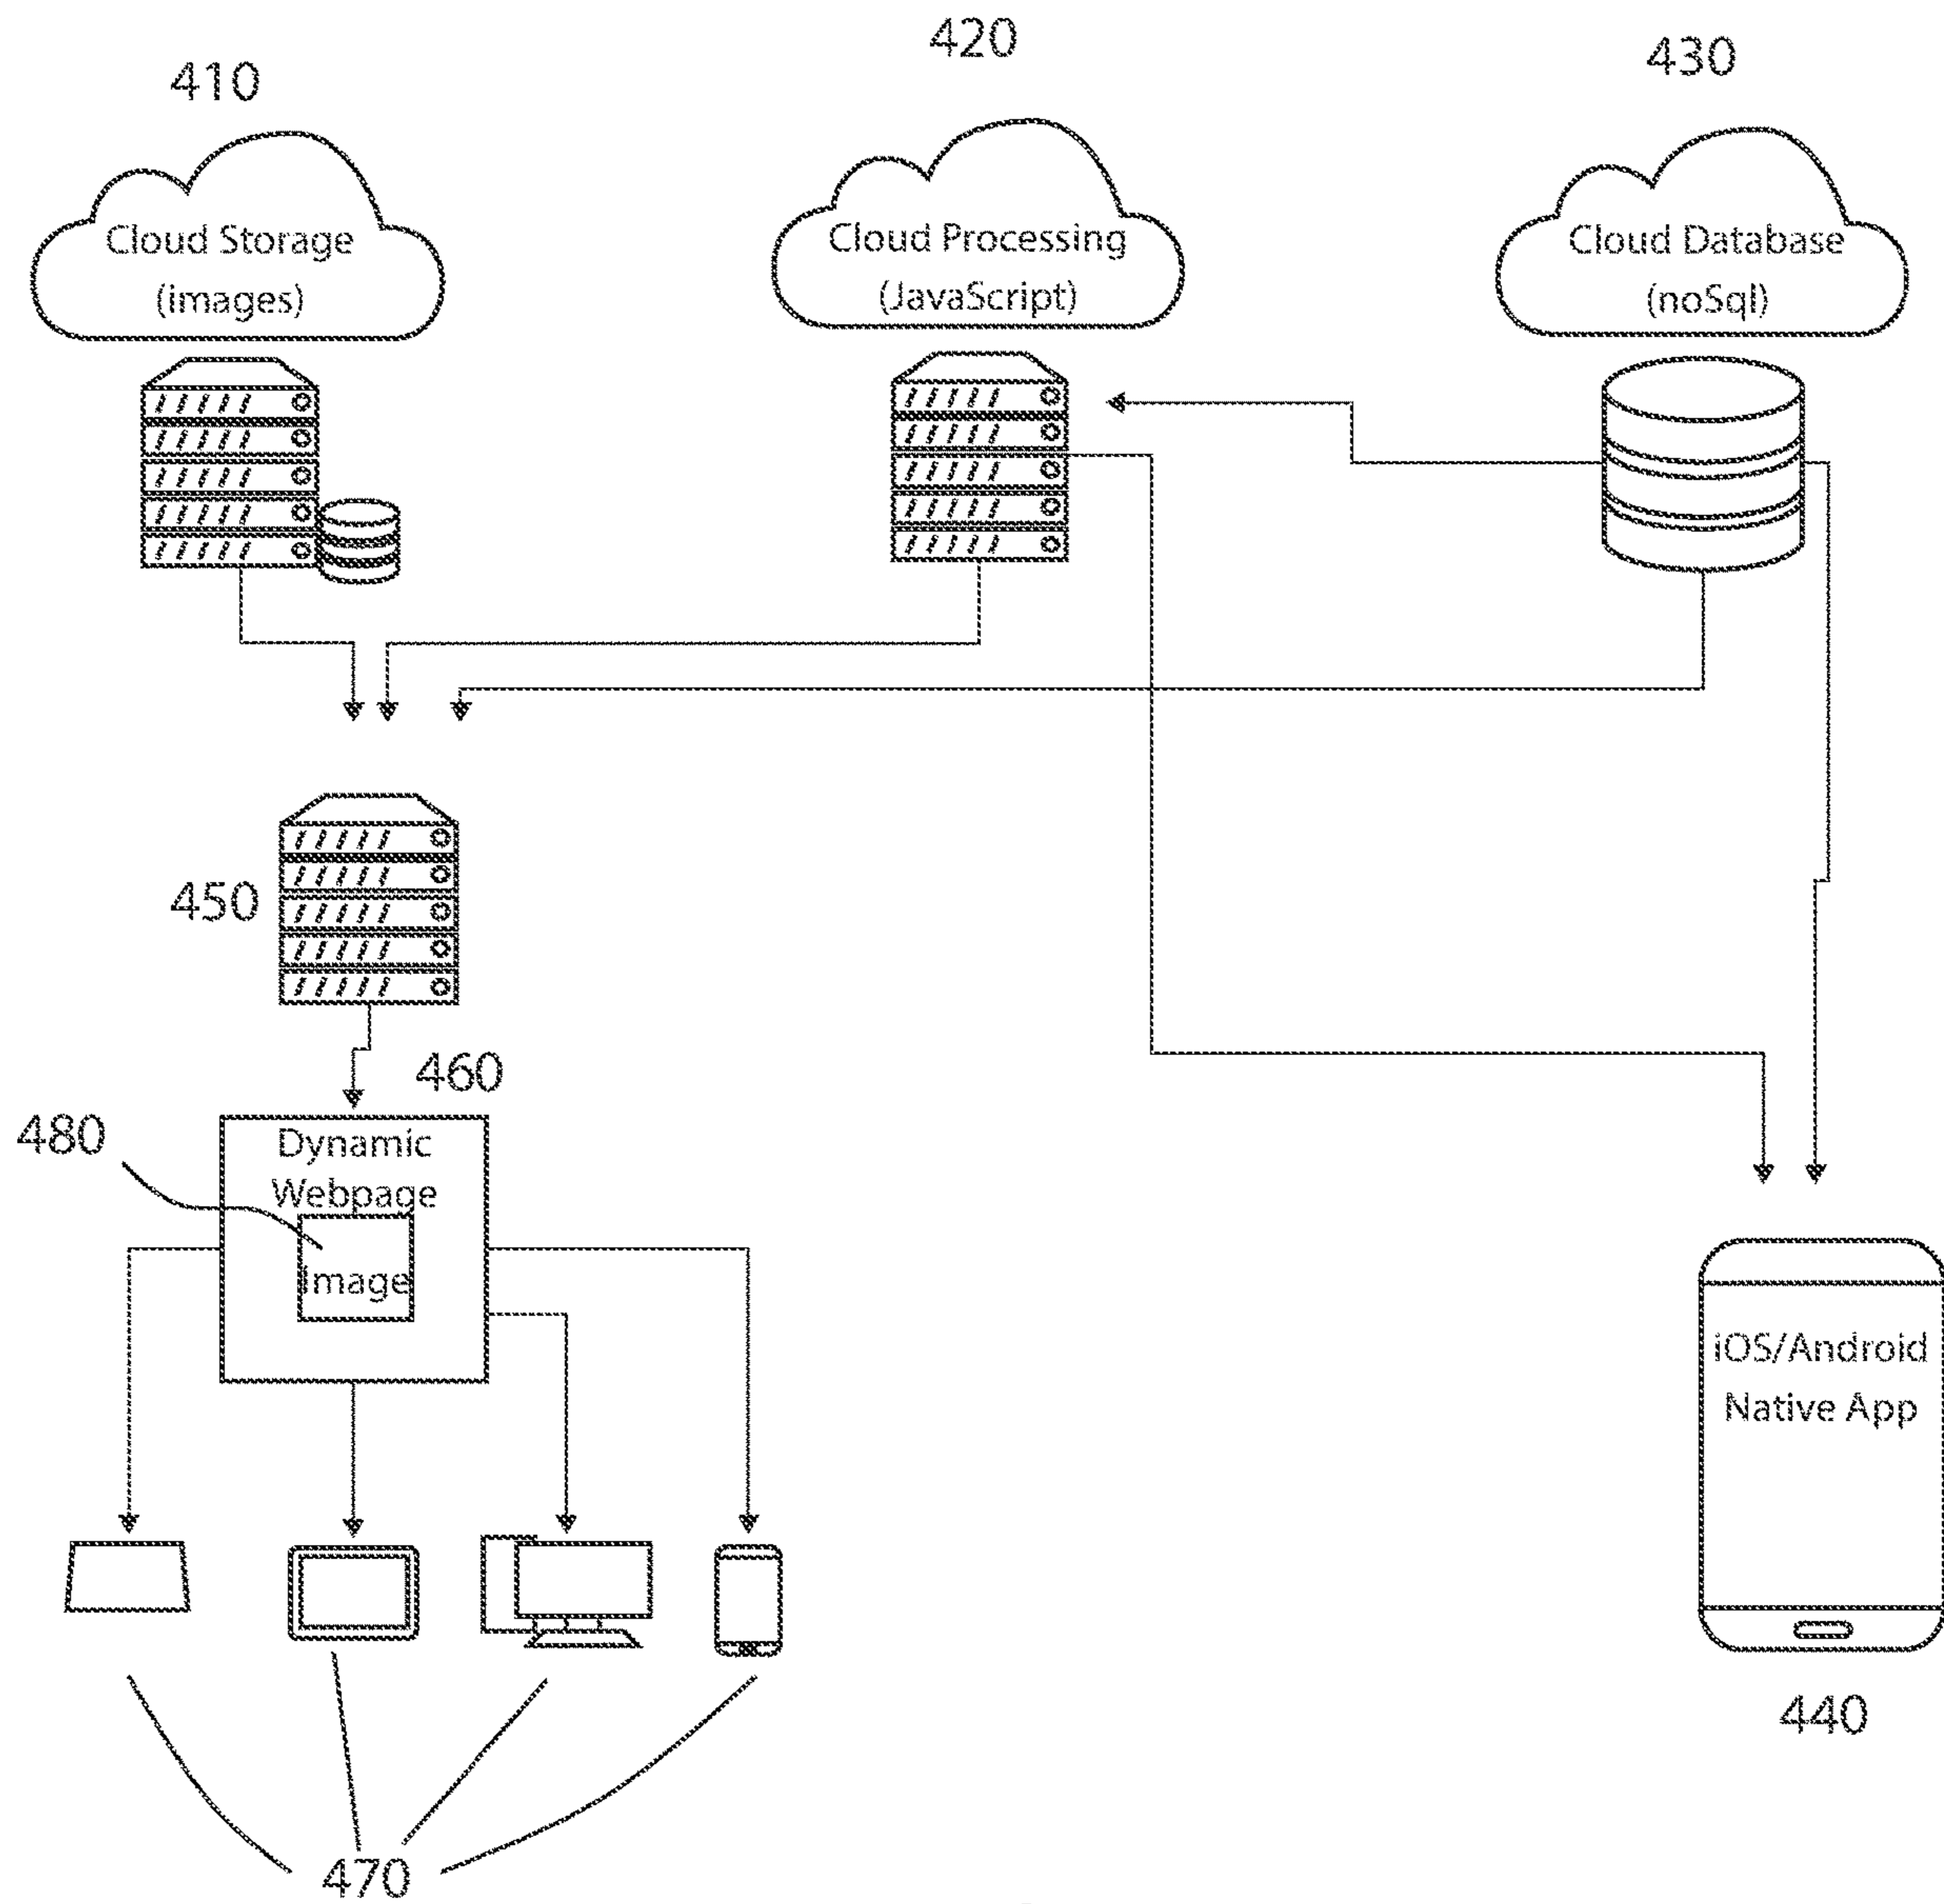 410
420
430
Cloud Storage
(images)
Cloud Processing
(JavaScript)
Cloud Database
(noSql)
450
460
480
Dynamic
Webpage
Image
iOS/Android
Native App
440
470